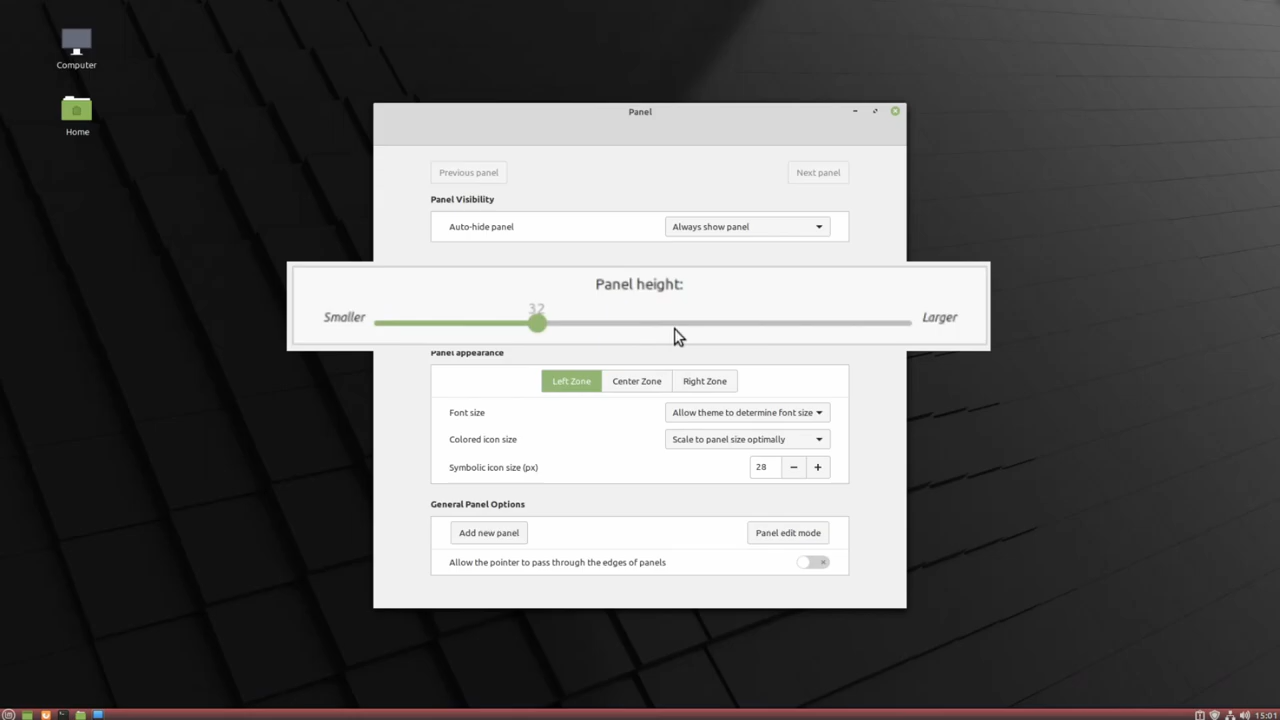 Computer
Home
Panel
Previous panel
Next panel
Panel Visibility
Auto-hide panel
Always show panel
Panel height:
32
Smaller
Larger
Panel appearance
Left Zone
Center Zone
Right Zone
Font size
Allow theme to determine font size
Colored icon size
Scale to panel size optimally
Symbolic icon size (px)
28
General Panel Options
Add new panel
Panel edit mode
Allow the pointer to pass through the edges of panels
15:01